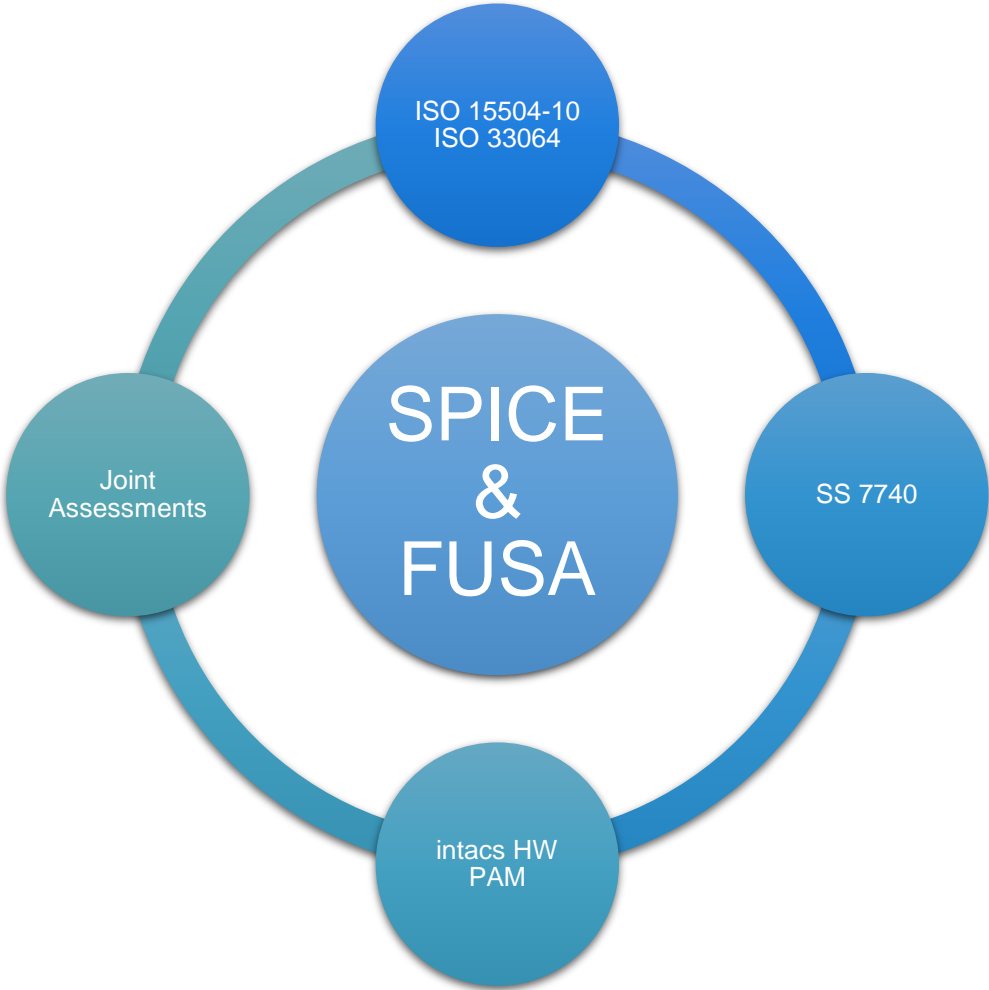 ISO 15504-10
ISO 33064
SPICE
&
FUSA
Joint
Assessments
SS 7740
intacs HW
PAM